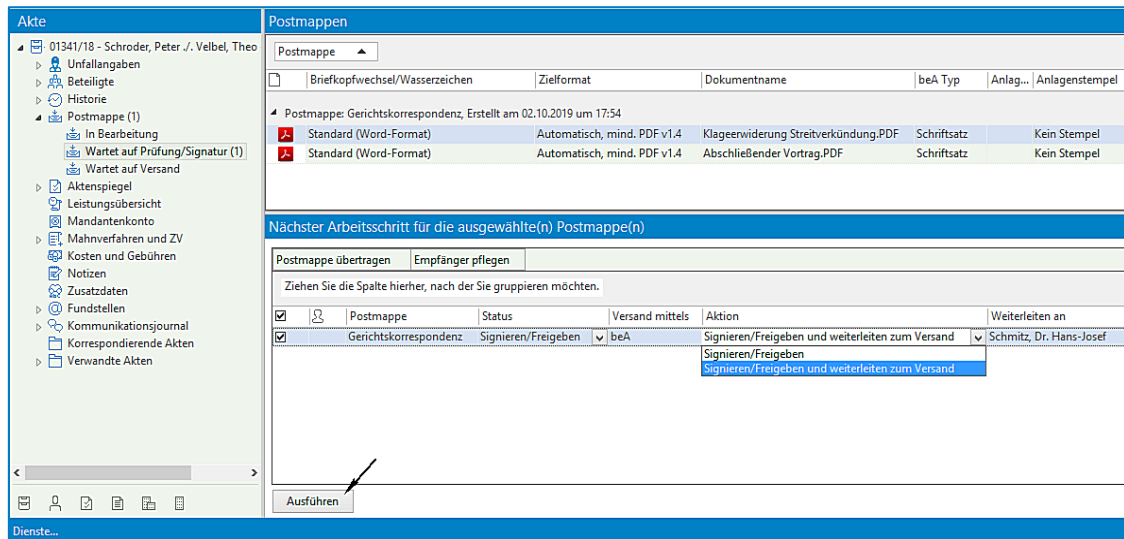 Akte
01341/18 - Schroder, Peter ./. Velbel, Theo
Unfallangaben
Beteiligte
Historie
Postmappe (1)
In Bearbeitung
Wartet auf Prüfung/Signatur (1)
Wartet auf Versand
Aktenspiegel
Leistungsübersicht
Mandantenkonto
Mahnverfahren und ZV
Kosten und Gebühren
Notizen
Zusatzdaten
Fundstellen
Kommunikationsjournal
Korrespondierende Akten
Verwandte Akten
Postmappen
Postmappe
Briefkopfwechsel/Wasserzeichen Zielformat Dokumentname beA Typ Anlag... Anlagenstempel
Postmappe: Gerichtskorrespondenz, Erstellt am 02.10.2019 um 17:54
Standard (Word-Format) Automatisch, mind. PDF v1.4 Klageerwiderung Streitverkündung.PDF Schriftsatz Kein Stempel
Standard (Word-Format) Automatisch, mind. PDF v1.4 Abschließender Vortrag.PDF Schriftsatz Kein Stempel
Nächster Arbeitsschritt für die ausgewählte(n) Postmappe(n)
Postmappe übertragen Empfänger pflegen
Ziehen Sie die Spalte hierher, nach der Sie gruppieren möchten.
Postmappe Status Versand mittels Aktion Weiterleiten an
Gerichtskorrespondenz Signieren/Freigeben beA Signieren/Freigeben und weiterleiten zum Versand Schmitz, Dr. Hans-Josef
Signieren/Freigeben
Signieren/Freigeben und weiterleiten zum Versand
Ausführen
Dienste...